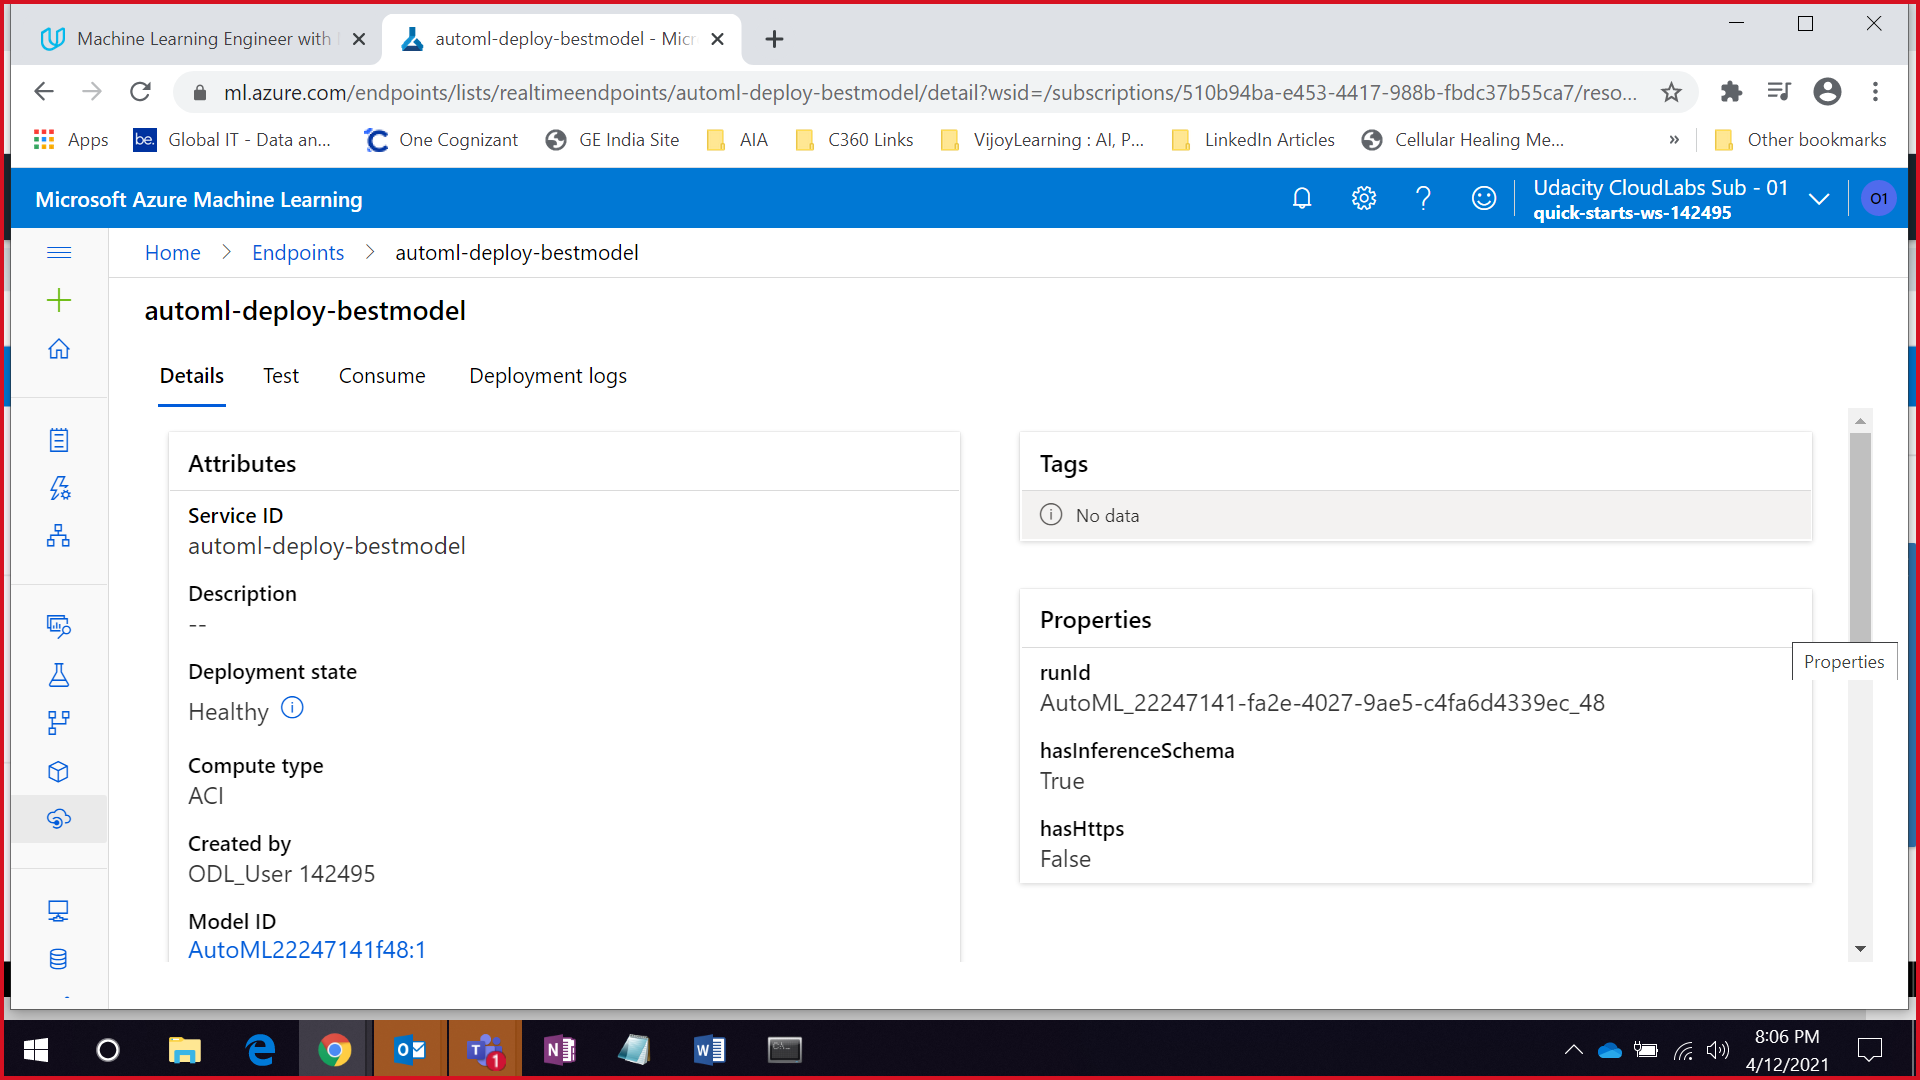 Machine Learning Engineer with
automl-deploy-bestmodel - Micr
ml.azure.com/endpoints/lists/realtimeendpoints/automl-deploy-bestmodel/detail?wsid=/subscriptions/510b94ba-e453-4417-988b-fbdc37b55ca7/reso...
Apps
be.
Global IT - Data an...
One Cognizant
GE India Site
AIA
C360 Links
VijoyLearning : AI, P...
LinkedIn Articles
Cellular Healing Me...
»
Other bookmarks
Microsoft Azure Machine Learning
Udacity CloudLabs Sub - 01
quick-starts-ws-142495
O1
Home > Endpoints > automl-deploy-bestmodel
automl-deploy-bestmodel
Details
Test
Consume
Deployment logs
Attributes
Service ID
automl-deploy-bestmodel
Description
--
Deployment state
Healthy
Compute type
ACI
Created by
ODL_User 142495
Model ID
AutoML22247141f48:1
Tags
No data
Properties
runId
AutoML_22247141-fa2e-4027-9ae5-c4fa6d4339ec_48
hasInferenceSchema
True
hasHttps
False
Properties
1
8:06 PM
4/12/2021